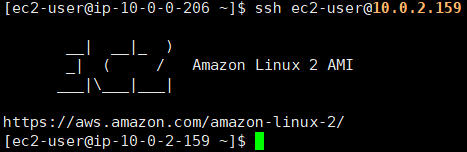 [ec2-user@ip-10-0-0-206 ~]$ ssh ec2-user@10.0.2.159
       __|  __|_  )
       _|  (     /   Amazon Linux 2 AMI
      ___|\___|___|
https://aws.amazon.com/amazon-linux-2/
[ec2-user@ip-10-0-2-159 ~]$